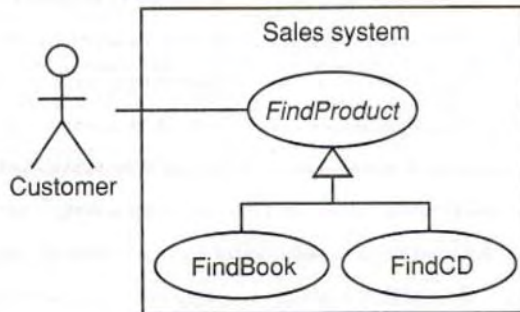 Sales system
FindProduct
Customer
FindBook
FindCD